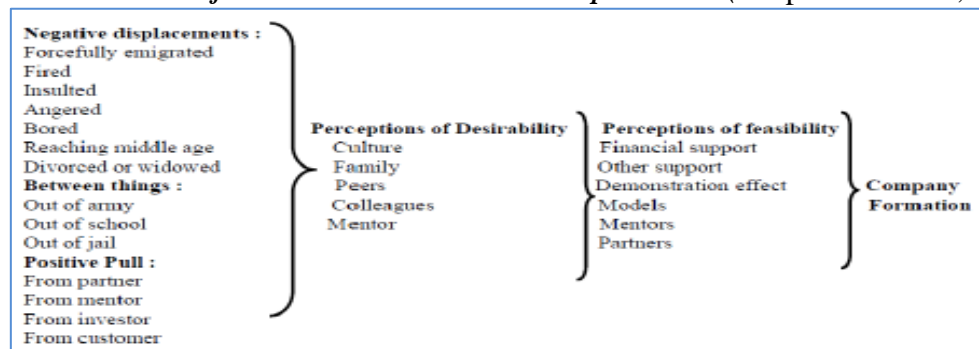 Negative displacements :
Forcefully emigrated
Fired
Insulted
Angered
Bored
Reaching middle age
Divorced or widowed
Between things :
Out of army
Out of school
Out of jail
Positive Pull :
From partner
From mentor
From investor
From customer
Perceptions of Desirability
Culture
Family
Peers
Colleagues
Mentor
Perceptions of feasibility
Financial support
Other support
Demonstration effect
Models
Mentors
Partners
Company
Formation